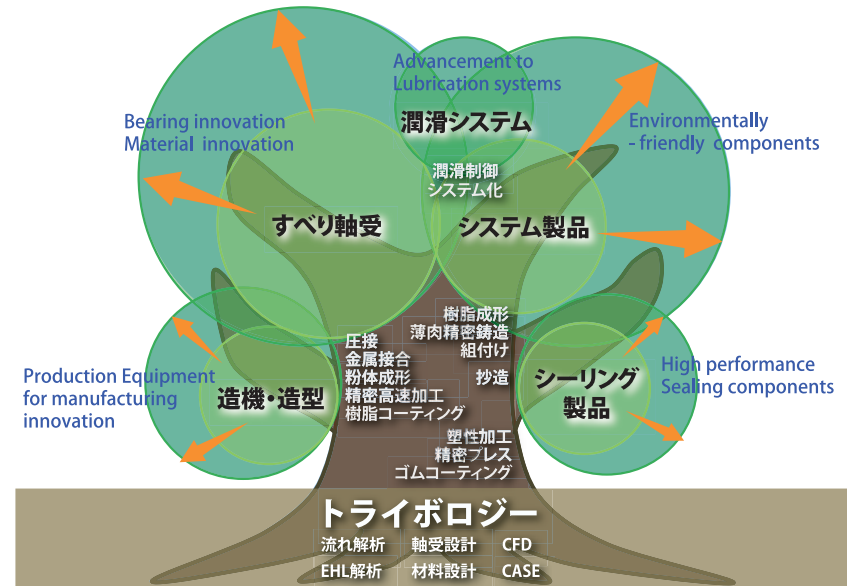 Advancement to
Lubrication systems
潤滑システム
Bearing innovation
Material innovation
Environmentally
- friendly components
潤滑制御
システム化
すべり軸受
システム製品
樹脂成形
薄肉精密鋳造
組付け
抄造
圧接
金属接合
粉体成形
精密高速加工
樹脂コーティング
Production Equipment
for manufacturing
innovation
造機・造型
シーリング
製品
High performance
Sealing components
塑性加工
精密プレス
ゴムコーティング
トライボロジー
流れ解析 軸受設計 CFD
EHL解析 材料設計 CASE